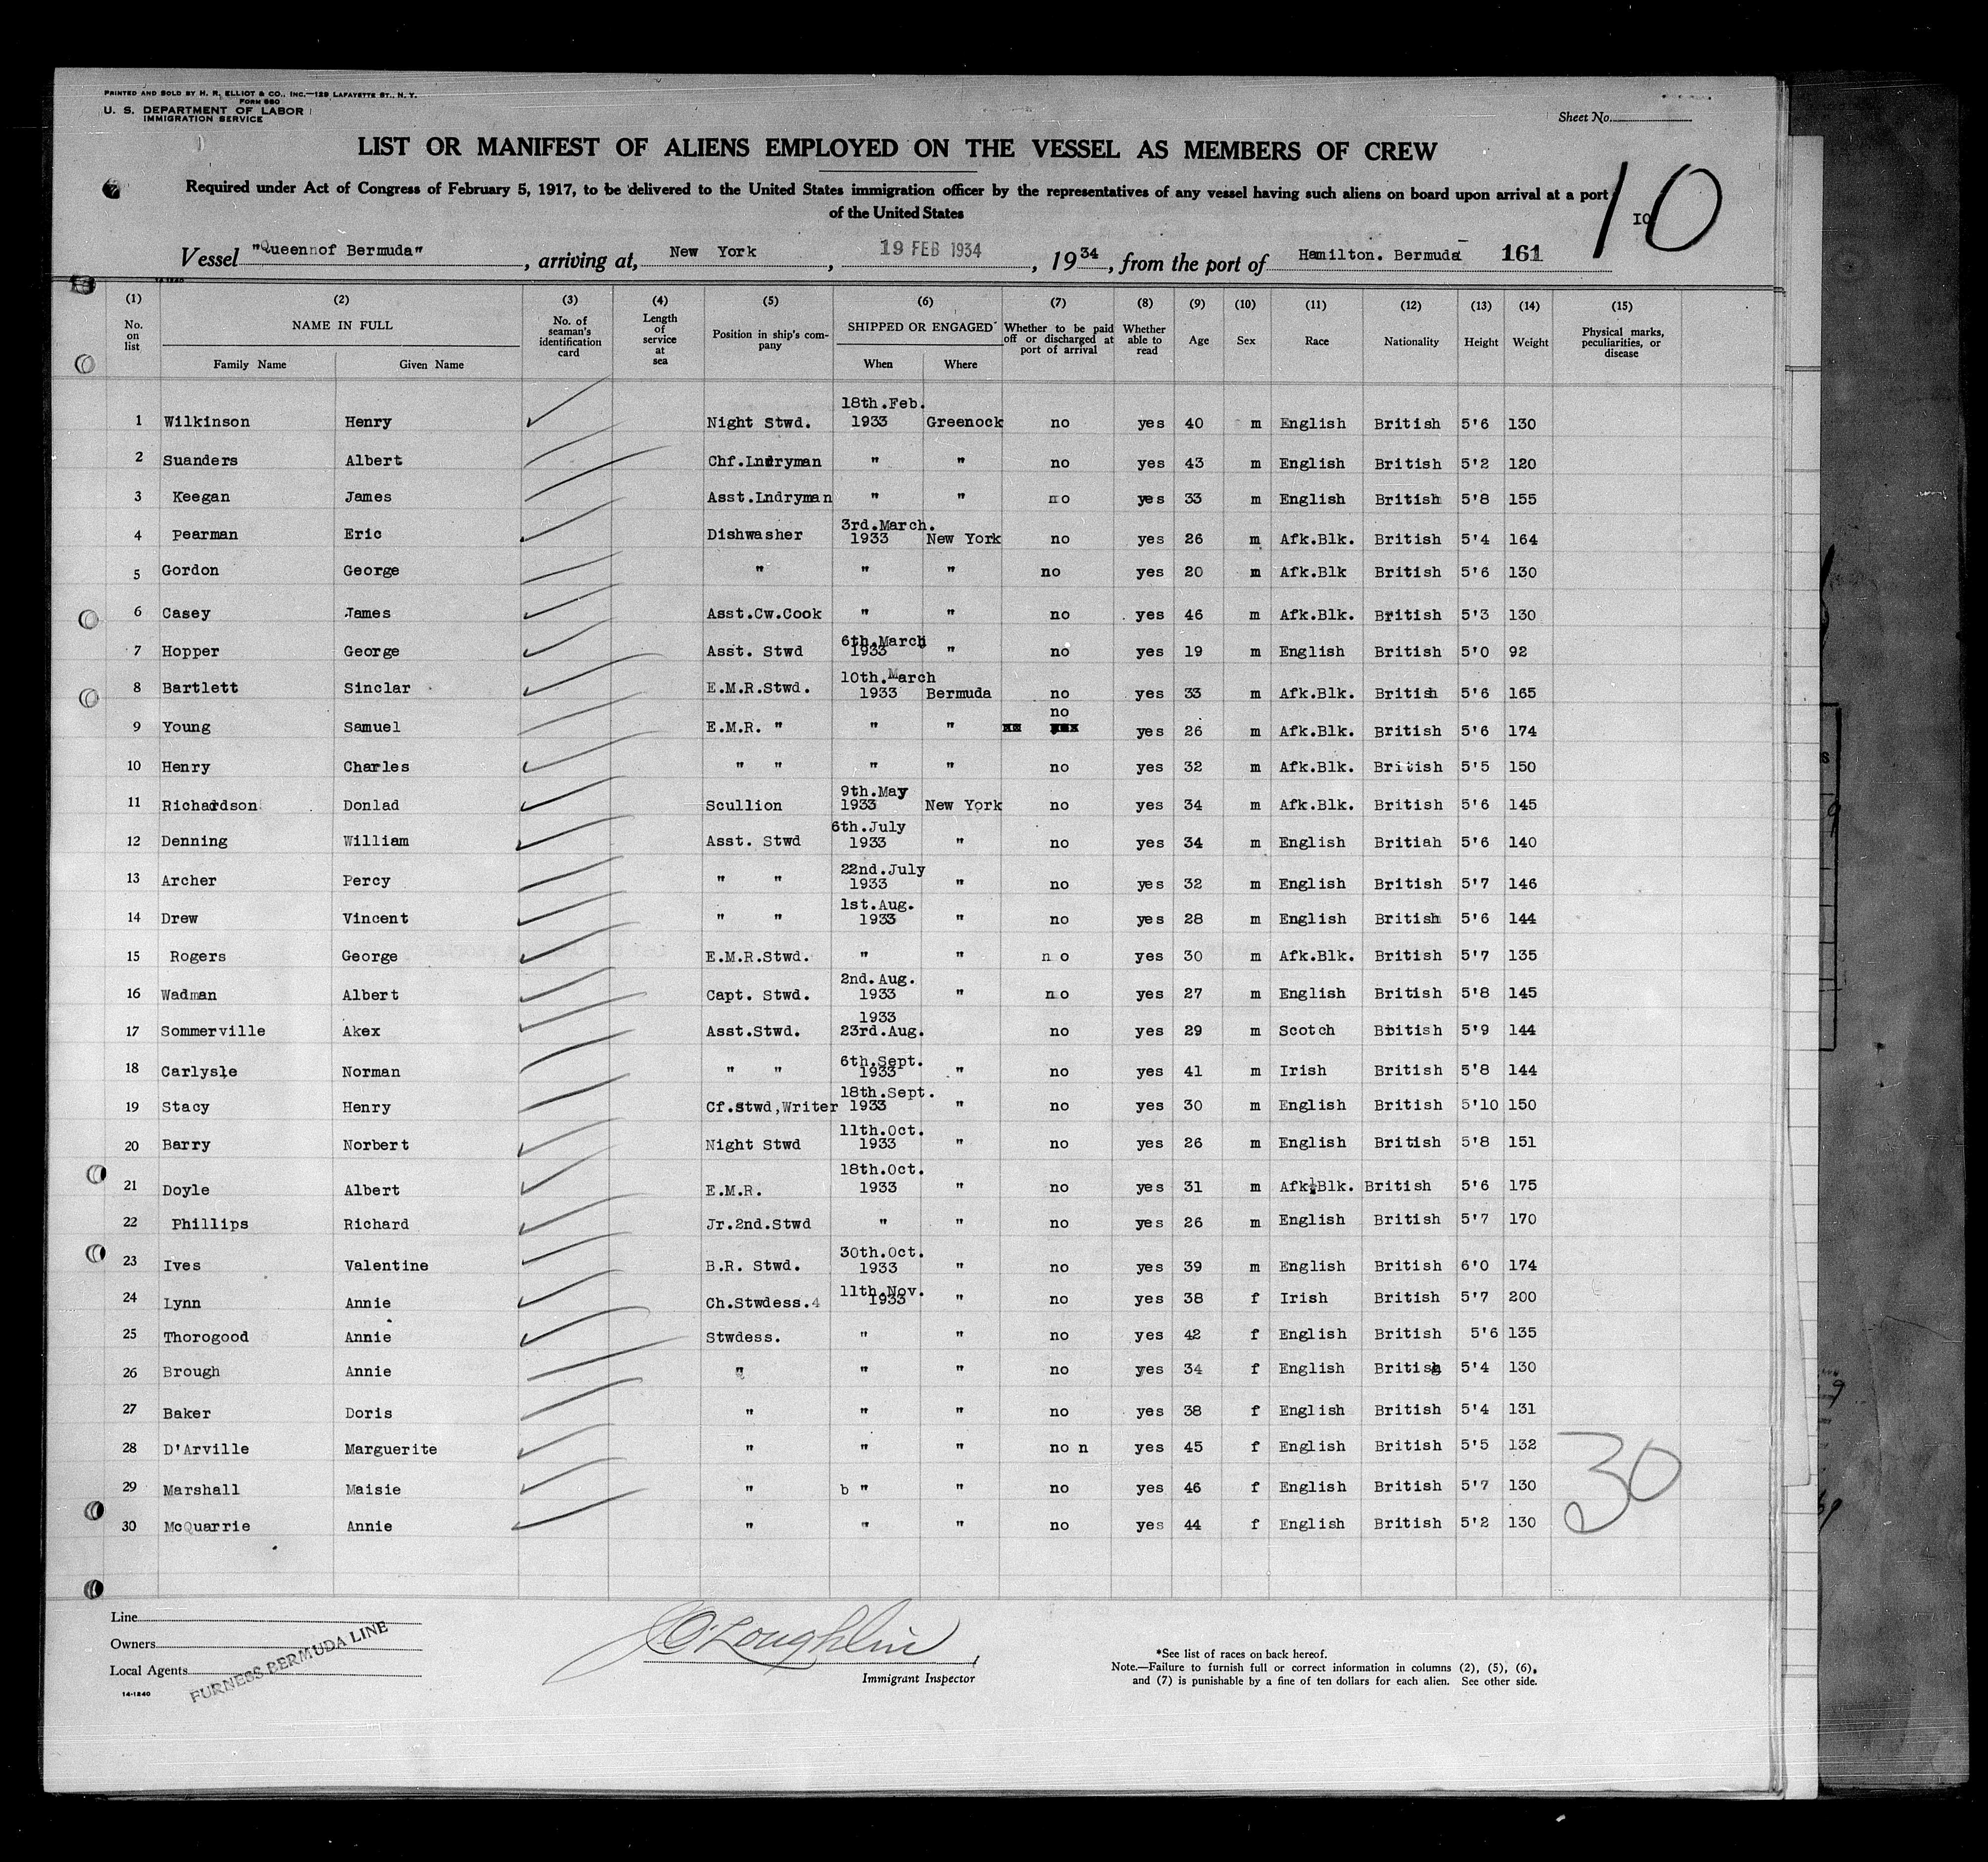 PRINTED AND SOLD BY H. R. ELLIOT & CO., INC.—129 LAFAYETTE ST., N. Y.
FORM 680
U. S. DEPARTMENT OF LABOR
IMMIGRATION SERVICE
Sheet No.
LIST OR MANIFEST OF ALIENS EMPLOYED ON THE VESSEL AS MEMBERS OF CREW
Required under Act of Congress of February 5, 1917, to be delivered to the United States immigration officer by the representatives of any vessel having such aliens on board upon arrival at a port
of the United States
10
10
Vessel "Queennof Bermuda", arriving at, New York, 19 FEB 1934, 1934, from the port of Hamilton. Bermuda 161
14-1240
(1) (2) (3) (4) (5) (6) (7) (8) (9) (10) (11) (12) (13) (14) (15)
No. on list NAME IN FULL Family Name Given Name No. of seaman's identification card Length of service at sea Position in ship's company SHIPPED OR ENGAGED When Where Whether to be paid off or discharged at port of arrival Whether able to read Age Sex Race Nationality Height Weight Physical marks, peculiarities, or disease
1 Wilkinson Henry Night Stwd. 18th.Feb. 1933 Greenock no yes 40 m English British 5'6 130
2 Suanders Albert Chf.Lndryman " " no yes 43 m English British 5'2 120
3 Keegan James Asst.Lndryman " " no yes 33 m English British 5'8 155
4 Pearman Eric Dishwasher 3rd.March. 1933 New York no yes 26 m Afk.Blk. British 5'4 164
5 Gordon George " " " no yes 20 m Afk.Blk British 5'6 130
6 Casey James Asst.Cw.Cook " " no yes 46 m Afk.Blk. British 5'3 130
7 Hopper George Asst. Stwd 6th.March 1933 " no yes 19 m English British 5'0 92
8 Bartlett Sinclar E.M.R.Stwd. 10th.March 1933 Bermuda no yes 33 m Afk.Blk. British 5'6 165
9 Young Samuel E.M.R. " " " no yes 26 m Afk.Blk. British 5'6 174
10 Henry Charles " " " " no yes 32 m Afk.Blk. British 5'5 150
11 Richardson Donlad Scullion 9th.May 1933 New York no yes 34 m Afk.Blk. British 5'6 145
12 Denning William Asst. Stwd 6th.July 1933 " no yes 34 m English Britiah 5'6 140
13 Archer Percy " " 22nd.July 1933 " no yes 32 m English British 5'7 146
14 Drew Vincent " " 1st.Aug. 1933 " no yes 28 m English British 5'6 144
15 Rogers George E.M.R.Stwd. " " n o yes 30 m Afk.Blk. British 5'7 135
16 Wadman Albert Capt. Stwd. 2nd.Aug. 1933 " no yes 27 m English British 5'8 145
17 Sommerville Akex Asst.Stwd. 1933 23rd.Aug. no yes 29 m Scotch British 5'9 144
18 Carlysle Norman " " 6th.Sept. 1933 " no yes 41 m Irish British 5'8 144
19 Stacy Henry Cf.stwd,Writer 18th.Sept. 1933 " no yes 30 m English British 5'10 150
20 Barry Norbert Night Stwd 11th.Oct. 1933 " no yes 26 m English British 5'8 151
21 Doyle Albert E.M.R. 18th.Oct. 1933 " no yes 31 m Afk.Blk. British 5'6 175
22 Phillips Richard Jr.2nd.Stwd " " no yes 26 m English British 5'7 170
23 Ives Valentine B.R. Stwd. 30th.Oct. 1933 " no yes 39 m English British 6'0 174
24 Lynn Annie Ch.Stwdess.4 11th.Nov. 1933 " no yes 38 f Irish British 5'7 200
25 Thorogood Annie Stwdess. " " no yes 42 f English British 5'6 135
26 Brough Annie " " " no yes 34 f English British 5'4 130
27 Baker Doris " " " no yes 38 f English British 5'4 131
28 D'Arville Marguerite " " " no n yes 45 f English British 5'5 132
29 Marshall Maisie " b " " no yes 46 f English British 5'7 130
30 McQuarrie Annie " " " no yes 44 f English British 5'2 130
30
Line
Owners
Local Agents
FURNESS BERMUDA LINE
14-1240
O'Loughlin
Immigrant Inspector
*See list of races on back hereof.
Note.—Failure to furnish full or correct information in columns (2), (5), (6),
and (7) is punishable by a fine of ten dollars for each alien. See other side.